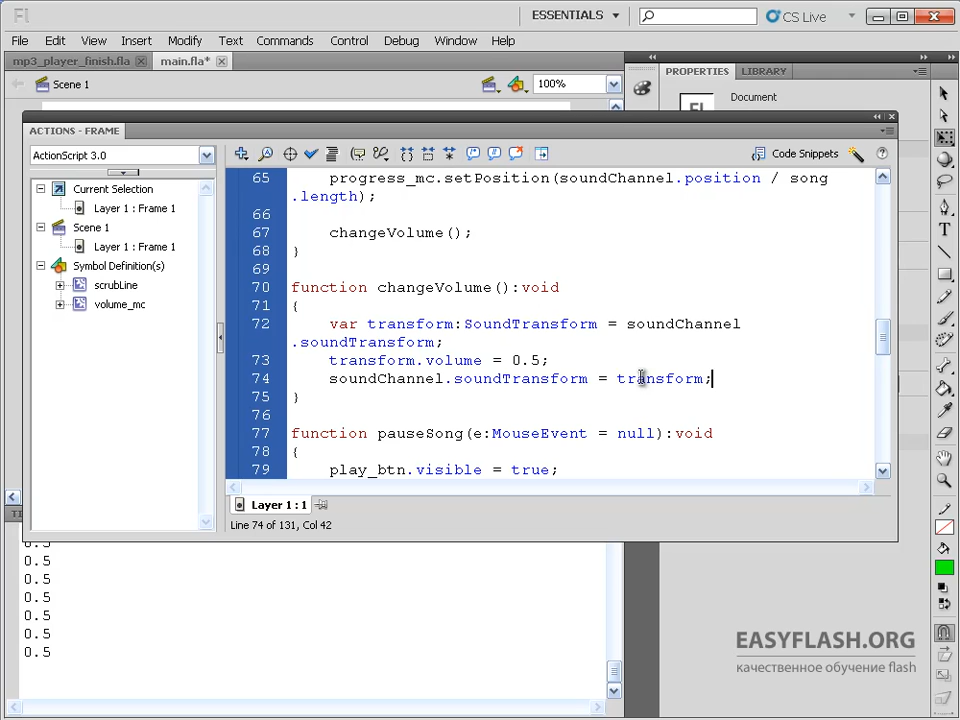 Fl
ESSENTIALS
CS Live
File Edit View Insert Modify Text Commands Control Debug Window Help
mp3_player_finish.fla
main.fla*
Scene 1
100%
PROPERTIES
LIBRARY
Document
ACTIONS - FRAME
ActionScript 3.0
Code Snippets
Current Selection
Layer 1 : Frame 1
Scene 1
Layer 1 : Frame 1
Symbol Definition(s)
scrubLine
volume_mc
65 progress_mc.setPosition(soundChannel.position / song
.length);
66
67 changeVolume();
68 }
69
70 function changeVolume():void
71 {
72 var transform:SoundTransform = soundChannel
.soundTransform;
73 transform.volume = 0.5;
74 soundChannel.soundTransform = transform;
75 }
76
77 function pauseSong(e:MouseEvent = null):void
78 {
79 play_btn.visible = true;
Layer 1 : 1
Line 74 of 131, Col 42
0.5
0.5
0.5
0.5
0.5
0.5
0.5
EASYFLASH.ORG
качественное обучение flash